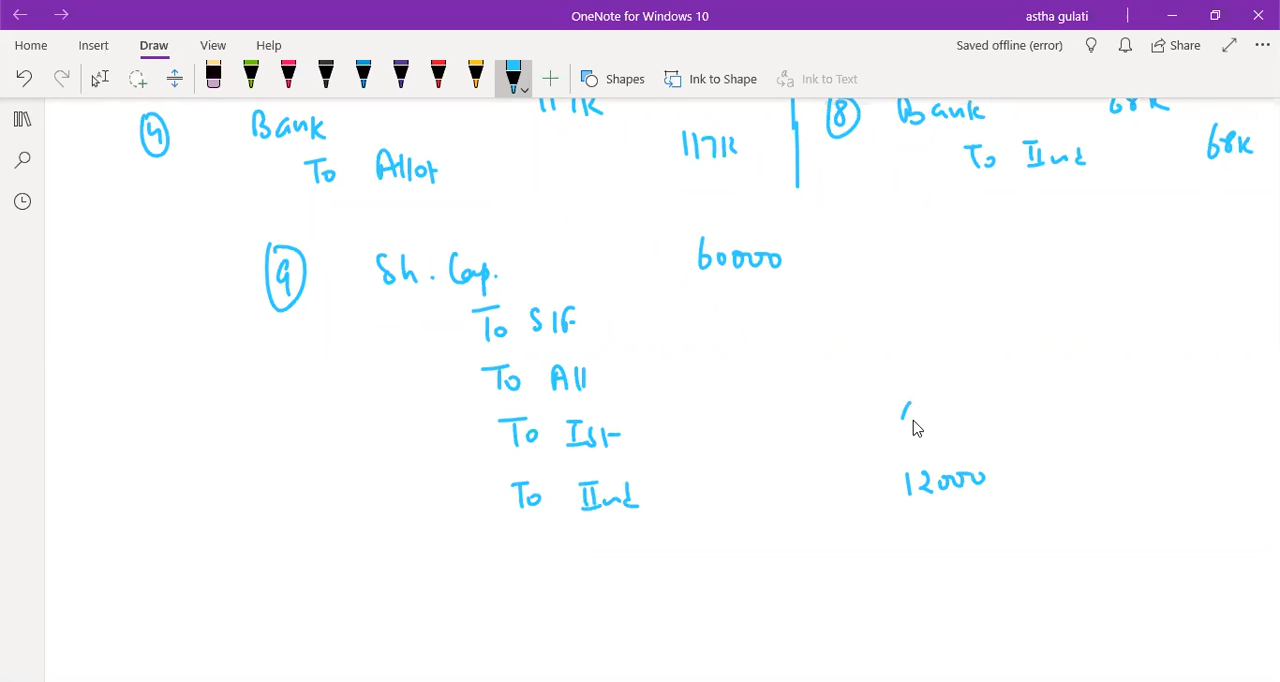 OneNote for Windows 10
astha gulati
Home Insert Draw View Help
Saved offline (error) Share
Shapes Ink to Shape Ink to Text
117K
4 Bank
117K
To Allot
8 Bank 68K
To IInd 68K
9 Sh. Cap. 60000
To SIF
To All
To Ist
To IInd 12000